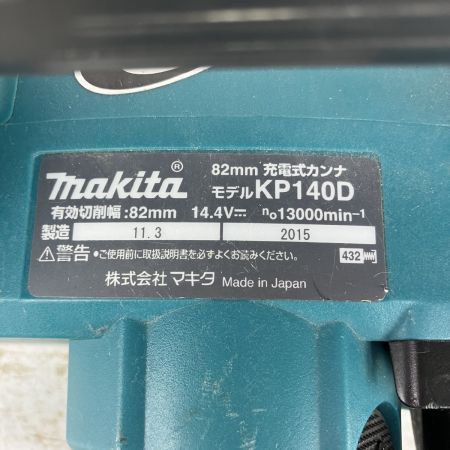 makita®
82mm 充電式カンナ
モデルKP140D
有効切削幅:82mm 14.4V⎓ n₀13000min⁻¹
製造 11.3 2015
⚠警告 •ご使用前に取扱説明書を必ずよくお読みください。 432
株式会社マキタ Made in Japan